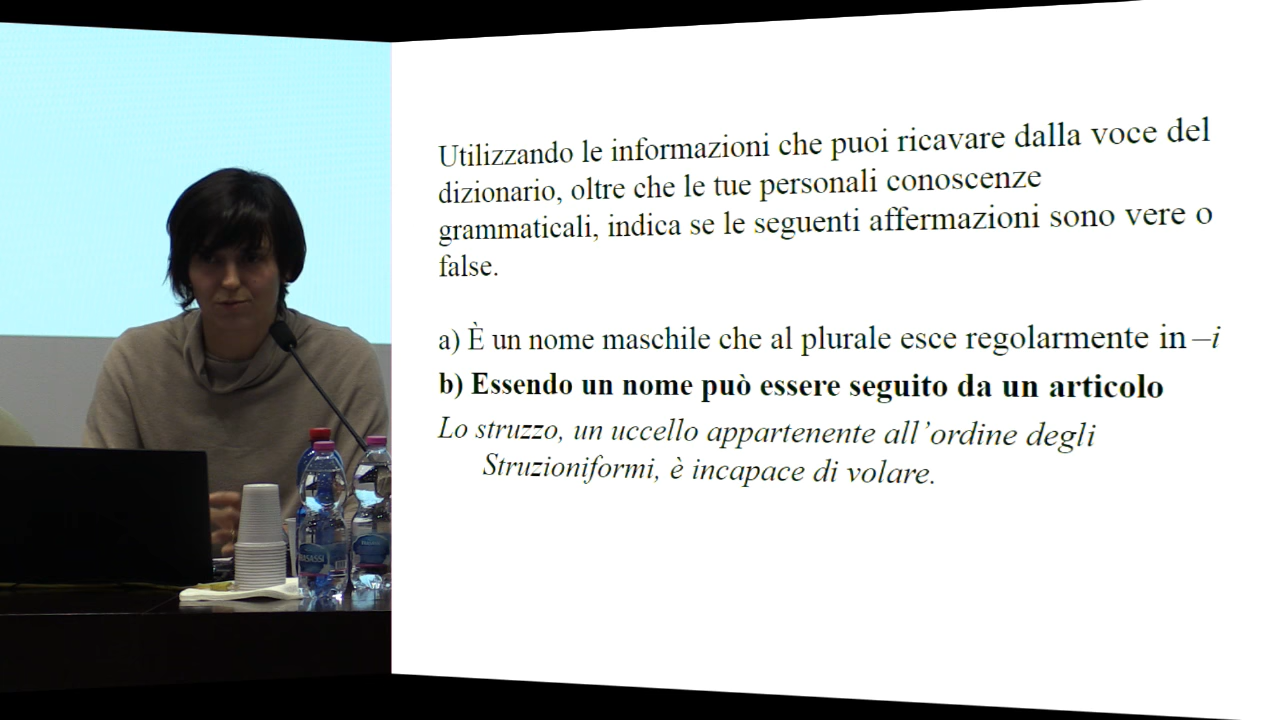 Utilizzando le informazioni che puoi ricavare dalla voce del
dizionario, oltre che le tue personali conoscenze
grammaticali, indica se le seguenti affermazioni sono vere o
false.
a) È un nome maschile che al plurale esce regolarmente in –i
b) Essendo un nome può essere seguito da un articolo
Lo struzzo, un uccello appartenente all’ordine degli
Struzioniformi, è incapace di volare.